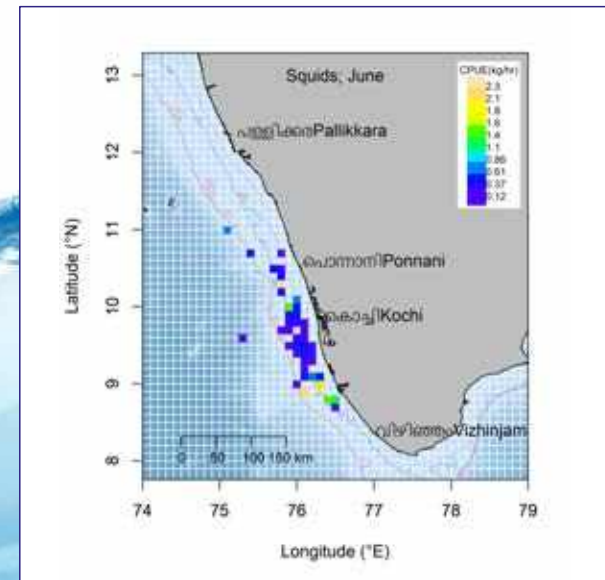 Squids; June
CPUE(kg/hr)
2.3
2.1
1.8
1.6
1.4
1.1
0.86
0.61
0.37
0.12
പള്ളിക്കരPallikkara
പൊന്നാനിPonnani
കൊച്ചിKochi
വിഴിഞ്ഞംVizhinjam
13
12
11
10
9
8
Latitude (°N)
0 50 100 150 km
74 75 76 77 78 79
Longitude (°E)